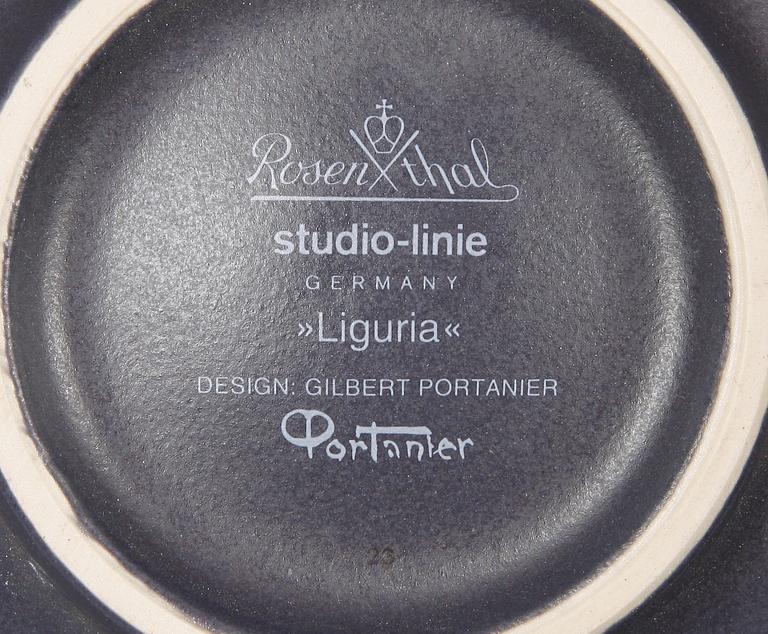 Rosenthal
studio-linie
GERMANY
»Liguria«
DESIGN: GILBERT PORTANIER
Portanier